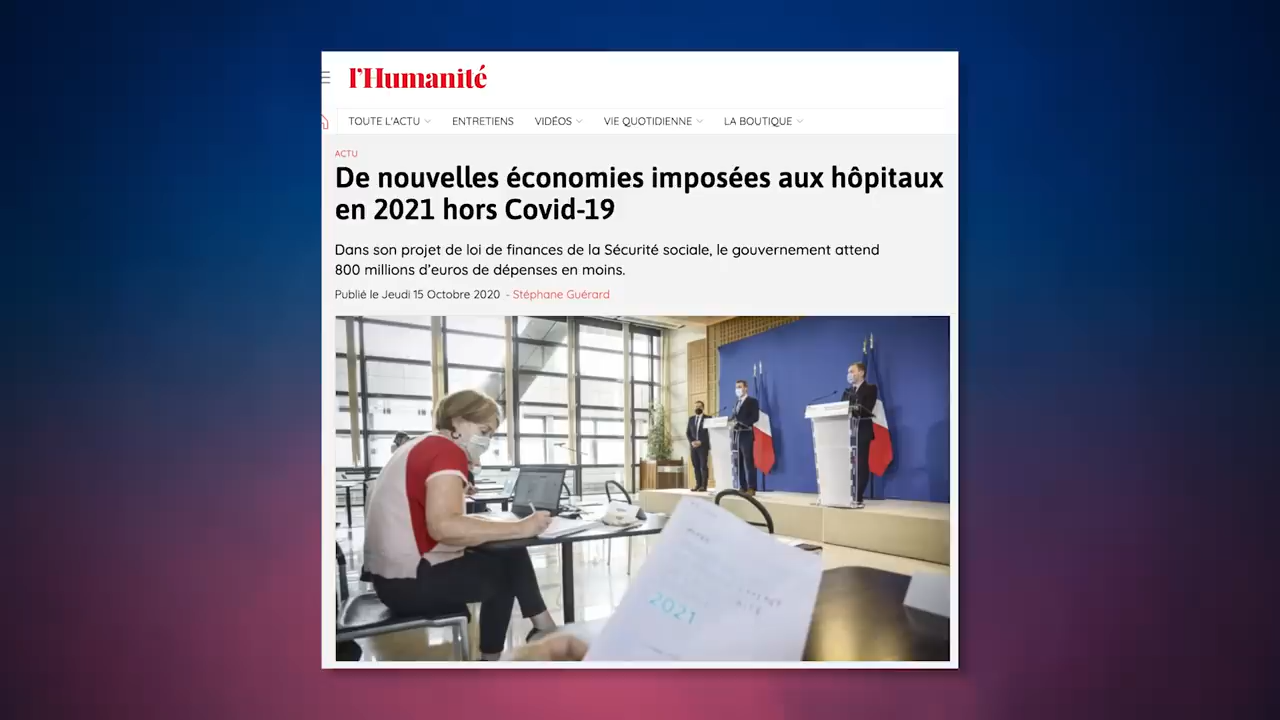 l'Humanité
TOUTE L'ACTU ENTRETIENS VIDÉOS VIE QUOTIDIENNE LA BOUTIQUE
ACTU
De nouvelles économies imposées aux hôpitaux
en 2021 hors Covid-19
Dans son projet de loi de finances de la Sécurité sociale, le gouvernement attend
800 millions d’euros de dépenses en moins.
Publié le Jeudi 15 Octobre 2020 - Stéphane Guérard
2021